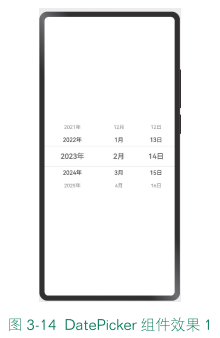 2021年 12月 12日
2022年 1月 13日
2023年 2月 14日
2024年 3月 15日
2025年 4月 16日
图 3-14 DatePicker 组件效果 1